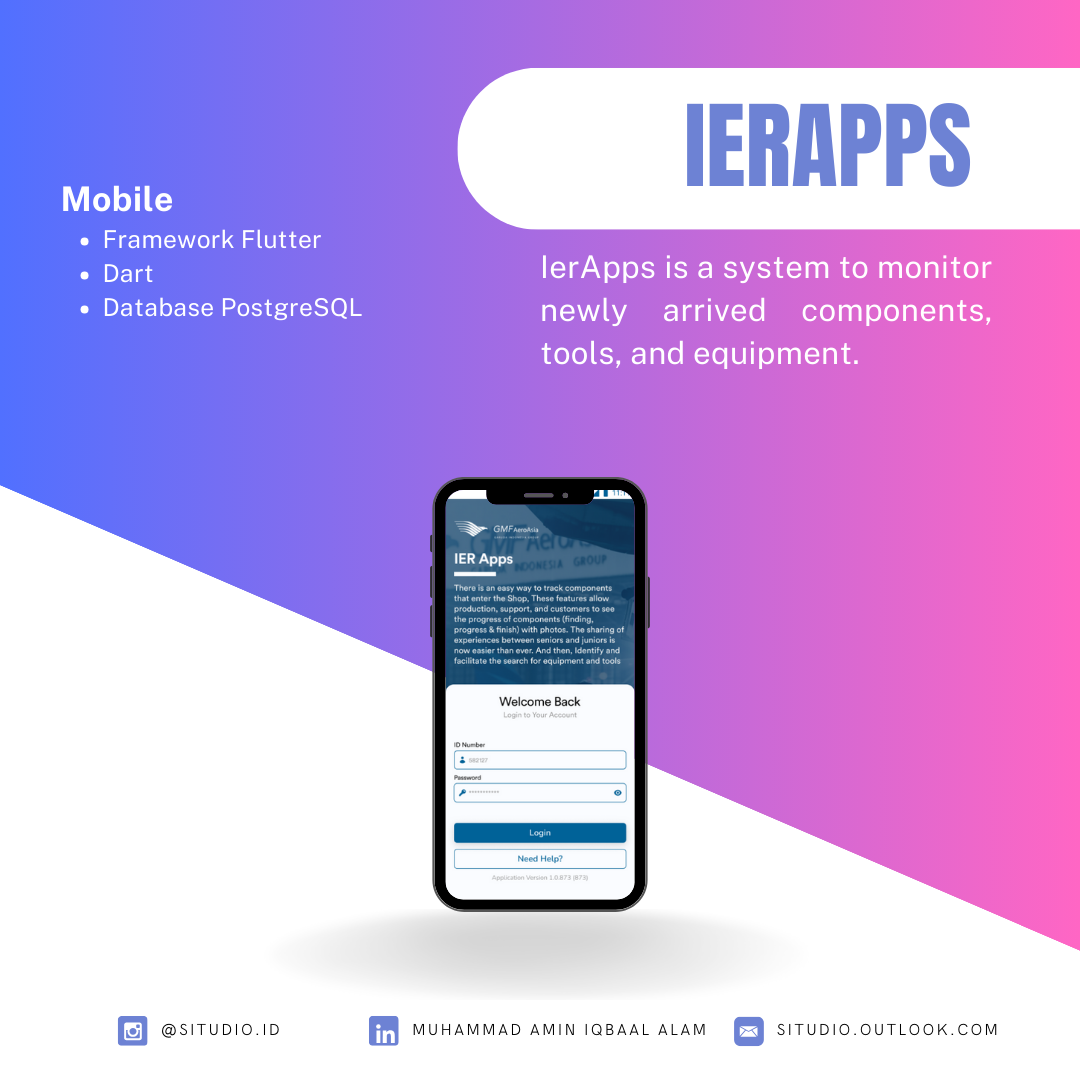 IERAPPS
Mobile
Framework Flutter
Dart
Database PostgreSQL
IerApps is a system to monitor
newly arrived components,
tools, and equipment.
GMF AeroAsia
IER Apps
There is an easy way to track components
that enter the Shop, These features allow
production, support, and customers to see
the progress of components (finding,
progress & finish) with photos. The sharing of
experiences between seniors and juniors is
now easier than ever. And then, Identify and
facilitate the search for equipment and tools
Welcome Back
Login to Your Account
ID Number
Password
***********
Login
Need Help?
Application Version 1.0.873 (873)
@SITUDIO.ID
MUHAMMAD AMIN IQBAAL ALAM
SITUDIO.OUTLOOK.COM